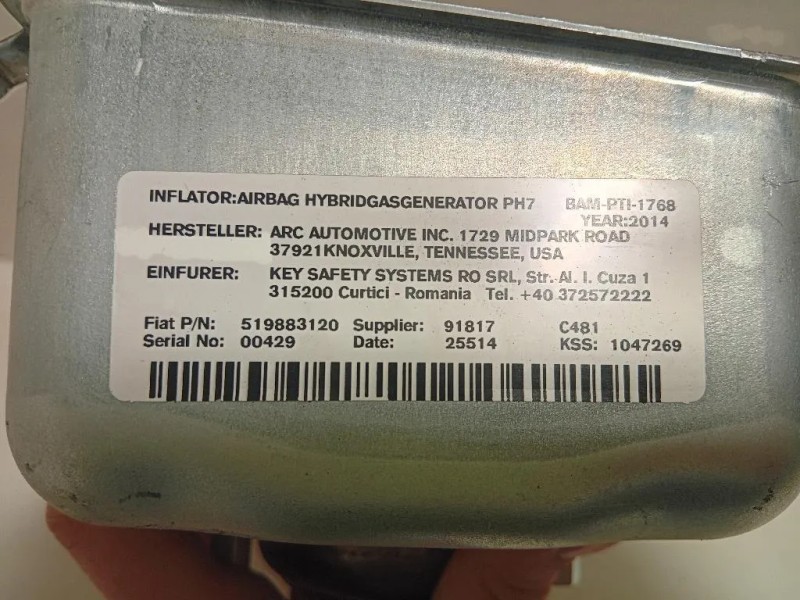 INFLATOR:AIRBAG HYBRIDGASGENERATOR PH7 BAM-PTI-1768
YEAR:2014
HERSTELLER: ARC AUTOMOTIVE INC. 1729 MIDPARK ROAD
37921KNOXVILLE, TENNESSEE, USA
EINFURER: KEY SAFETY SYSTEMS RO SRL, Str. Al. I. Cuza 1
315200 Curtici - Romania Tel. +40 372572222
Fiat P/N: 519883120 Supplier: 91817 C481
Serial No: 00429 Date: 25514 KSS: 1047269